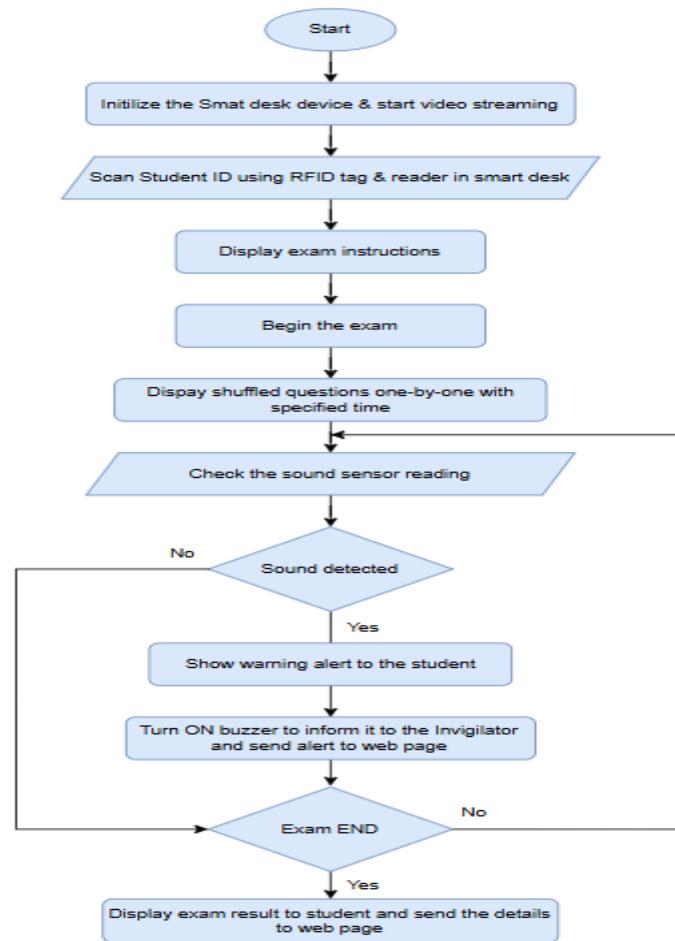 Start
Initilize the Smat desk device & start video streaming
Scan Student ID using RFID tag & reader in smart desk
Display exam instructions
Begin the exam
Dispay shuffled questions one-by-one with
specified time
Check the sound sensor reading
No
Sound detected
Yes
Show warning alert to the student
Turn ON buzzer to inform it to the Invigilator
and send alert to web page
Exam END
No
Yes
Display exam result to student and send the details
to web page